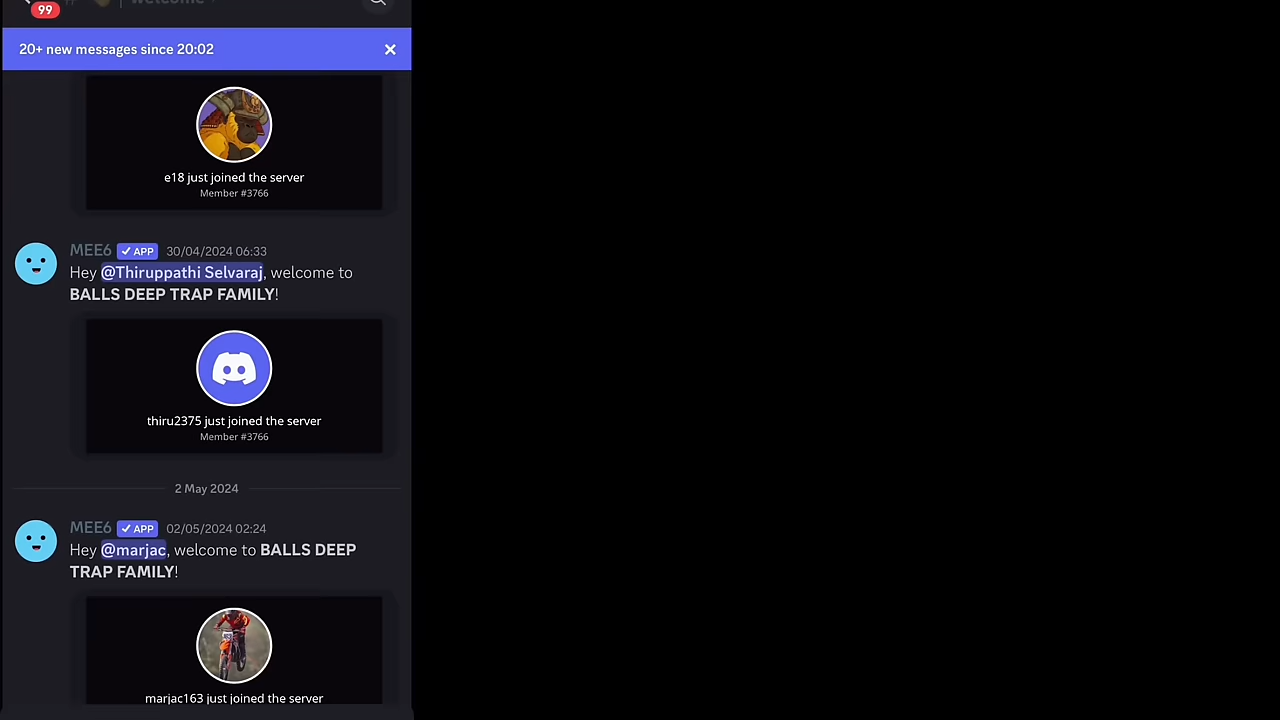 99
# | welcome
20+ new messages since 20:02
e18 just joined the server
Member #3766
MEE6 APP 30/04/2024 06:33
Hey @Thiruppathi Selvaraj, welcome to
BALLS DEEP TRAP FAMILY!
thiru2375 just joined the server
Member #3766
2 May 2024
MEE6 APP 02/05/2024 02:24
Hey @marjac, welcome to BALLS DEEP
TRAP FAMILY!
marjac163 just joined the server